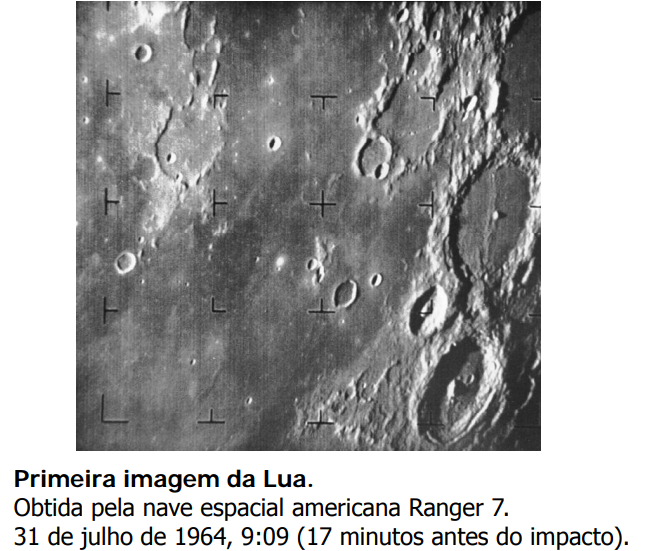 Primeira imagem da Lua.
Obtida pela nave espacial americana Ranger 7.
31 de julho de 1964, 9:09 (17 minutos antes do impacto).